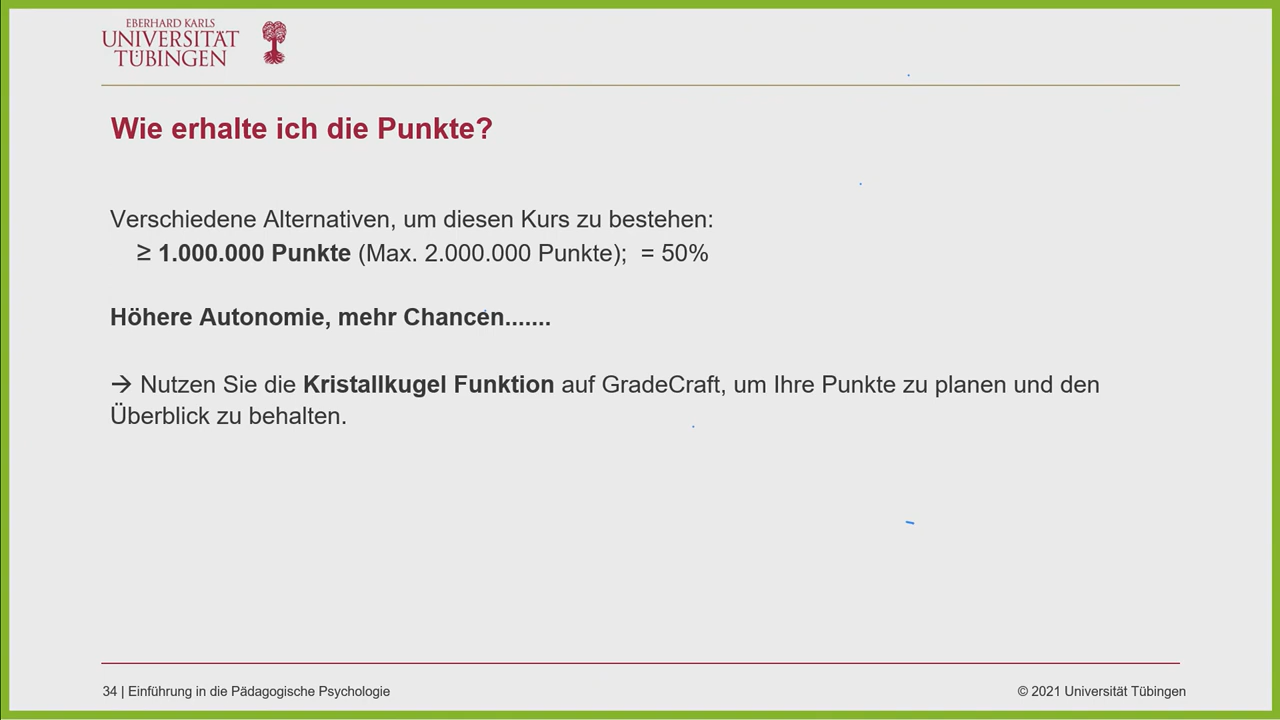 EBERHARD KARLS
UNIVERSITÄT
TÜBINGEN
Wie erhalte ich die Punkte?
Verschiedene Alternativen, um diesen Kurs zu bestehen:
≥ 1.000.000 Punkte (Max. 2.000.000 Punkte);  = 50%
Höhere Autonomie, mehr Chancen.......
→ Nutzen Sie die Kristallkugel Funktion auf GradeCraft, um Ihre Punkte zu planen und den
Überblick zu behalten.
34 | Einführung in die Pädagogische Psychologie
© 2021 Universität Tübingen